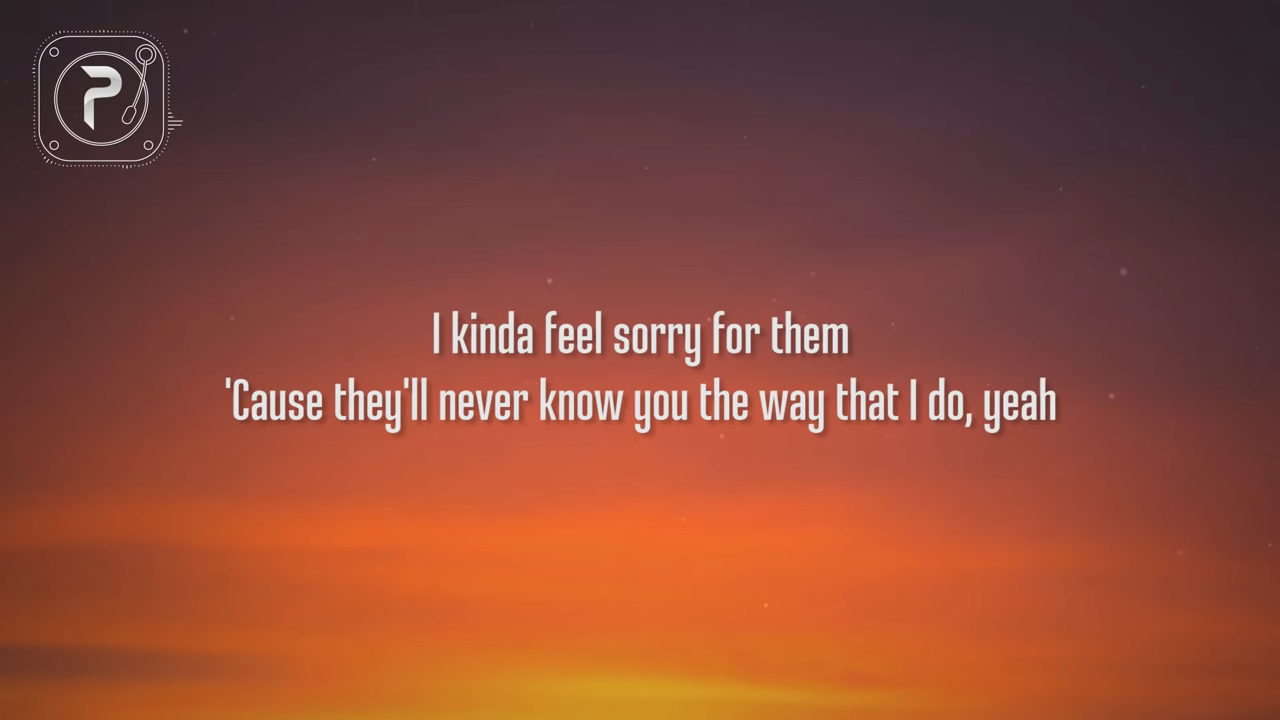 P
I kinda feel sorry for them
'Cause they'll never know you the way that I do, yeah